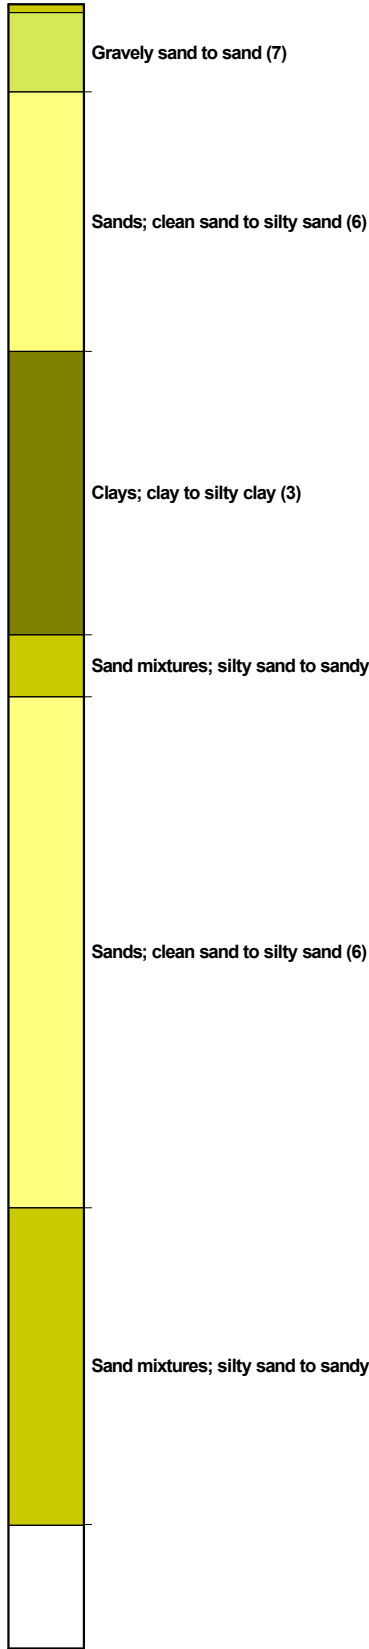 Gravely sand to sand (7)
Sands; clean sand to silty sand (6)
Clays; clay to silty clay (3)
Sand mixtures; silty sand to sandy
Sands; clean sand to silty sand (6)
Sand mixtures; silty sand to sandy